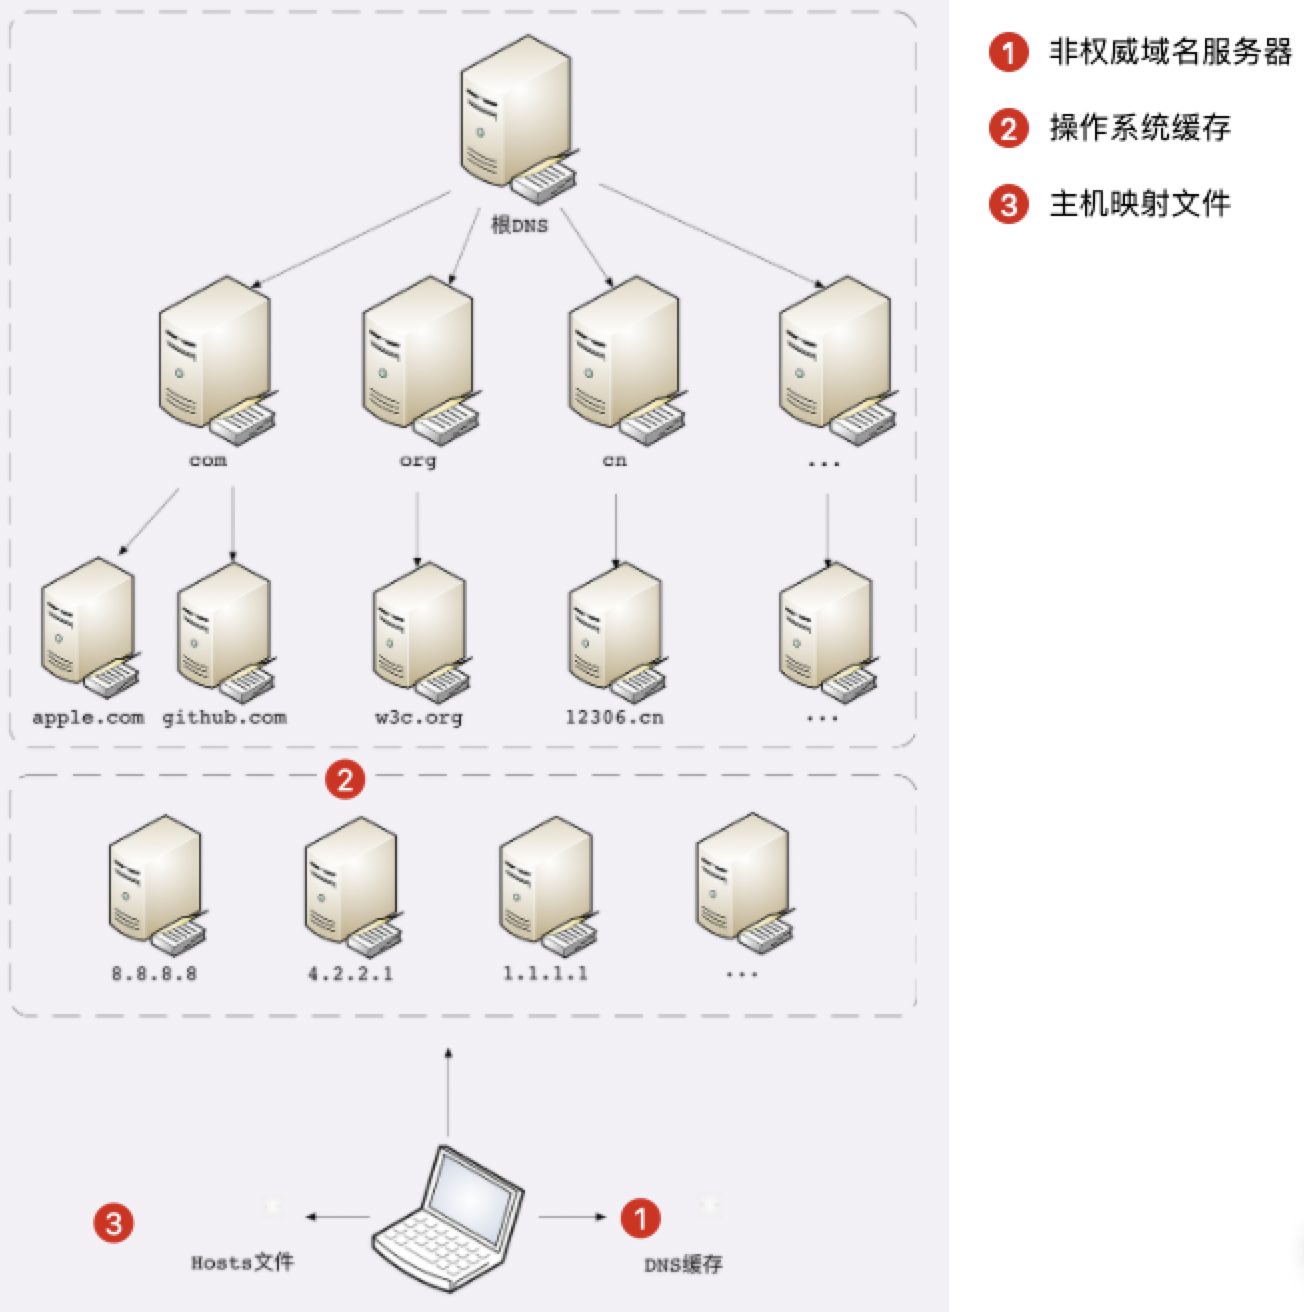 1 非权威域名服务器
2 操作系统缓存
3 主机映射文件
根DNS
com org cn ...
apple.com github.com w3c.org 12306.cn ...
2
8.8.8.8 4.2.2.1 1.1.1.1 ...
3 1
Hosts文件 DNS缓存